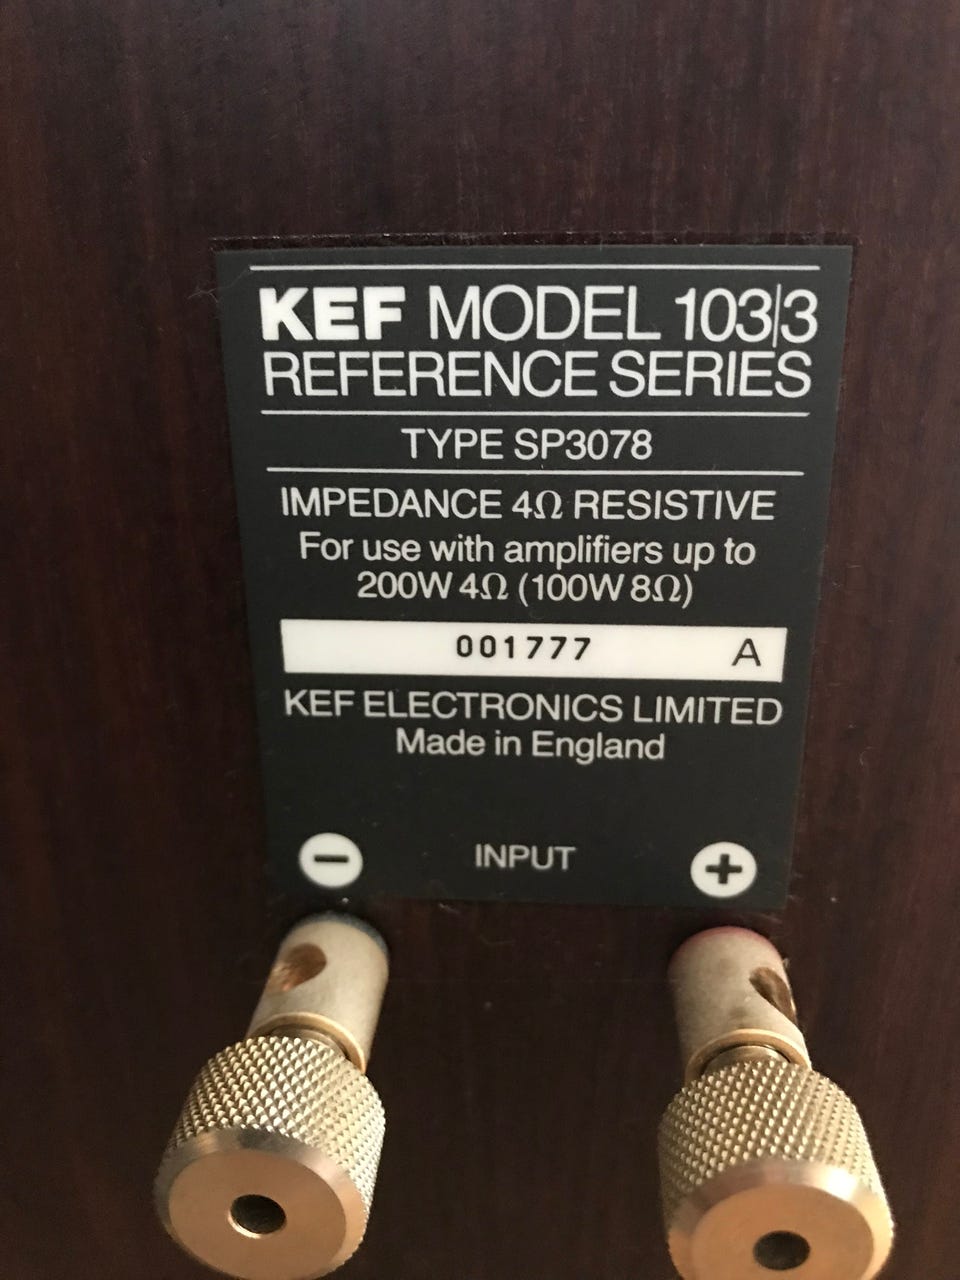 KEF MODEL 103|3
REFERENCE SERIES
TYPE SP3078
IMPEDANCE 4Ω RESISTIVE
For use with amplifiers up to
200W 4Ω (100W 8Ω)
001777 A
KEF ELECTRONICS LIMITED
Made in England
− INPUT +